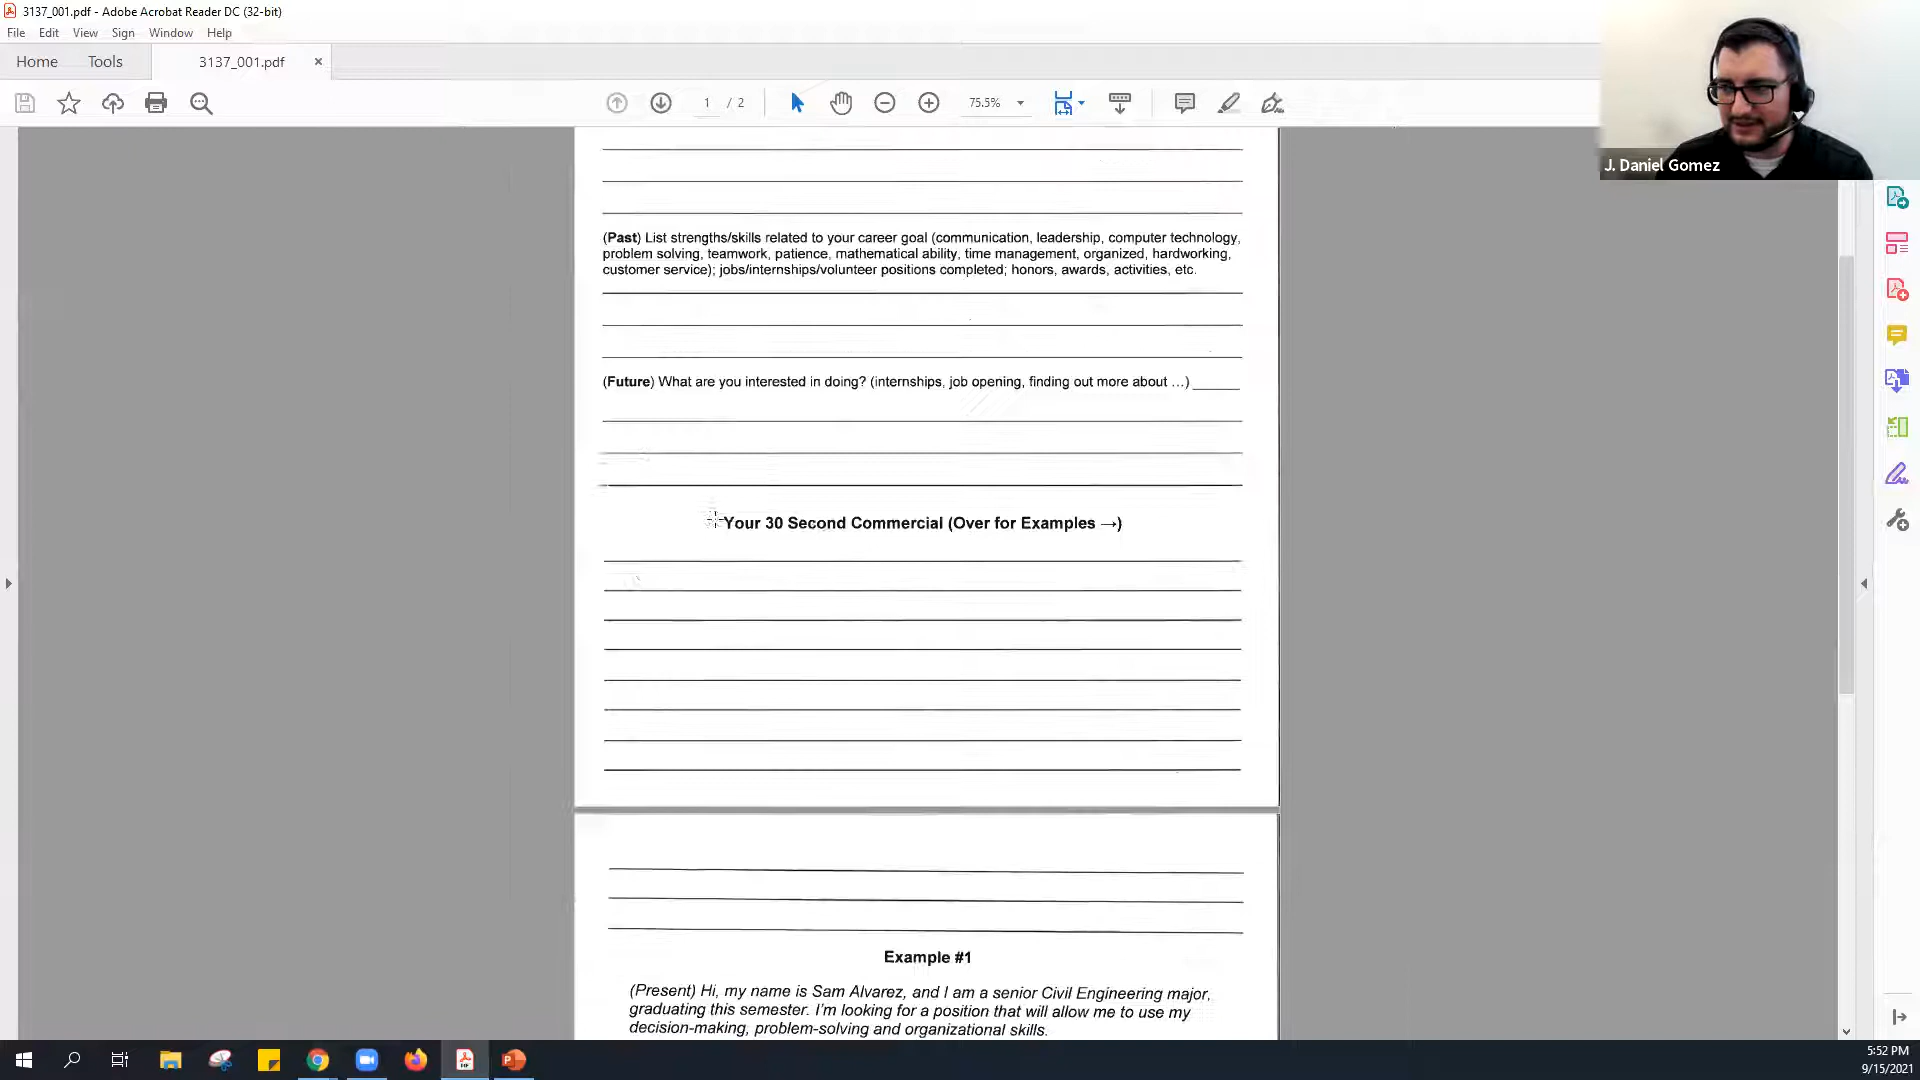 3137_001.pdf - Adobe Acrobat Reader DC (32-bit)
File Edit View Sign Window Help
Home Tools 3137_001.pdf ×
1 / 2 75.5%
J. Daniel Gomez
(Past) List strengths/skills related to your career goal (communication, leadership, computer technology,
problem solving, teamwork, patience, mathematical ability, time management, organized, hardworking,
customer service); jobs/internships/volunteer positions completed; honors, awards, activities, etc.
(Future) What are you interested in doing? (internships, job opening, finding out more about ...)
Your 30 Second Commercial (Over for Examples →)
Example #1
(Present) Hi, my name is Sam Alvarez, and I am a senior Civil Engineering major,
graduating this semester. I'm looking for a position that will allow me to use my
decision-making, problem-solving and organizational skills.
5:52 PM
9/15/2021